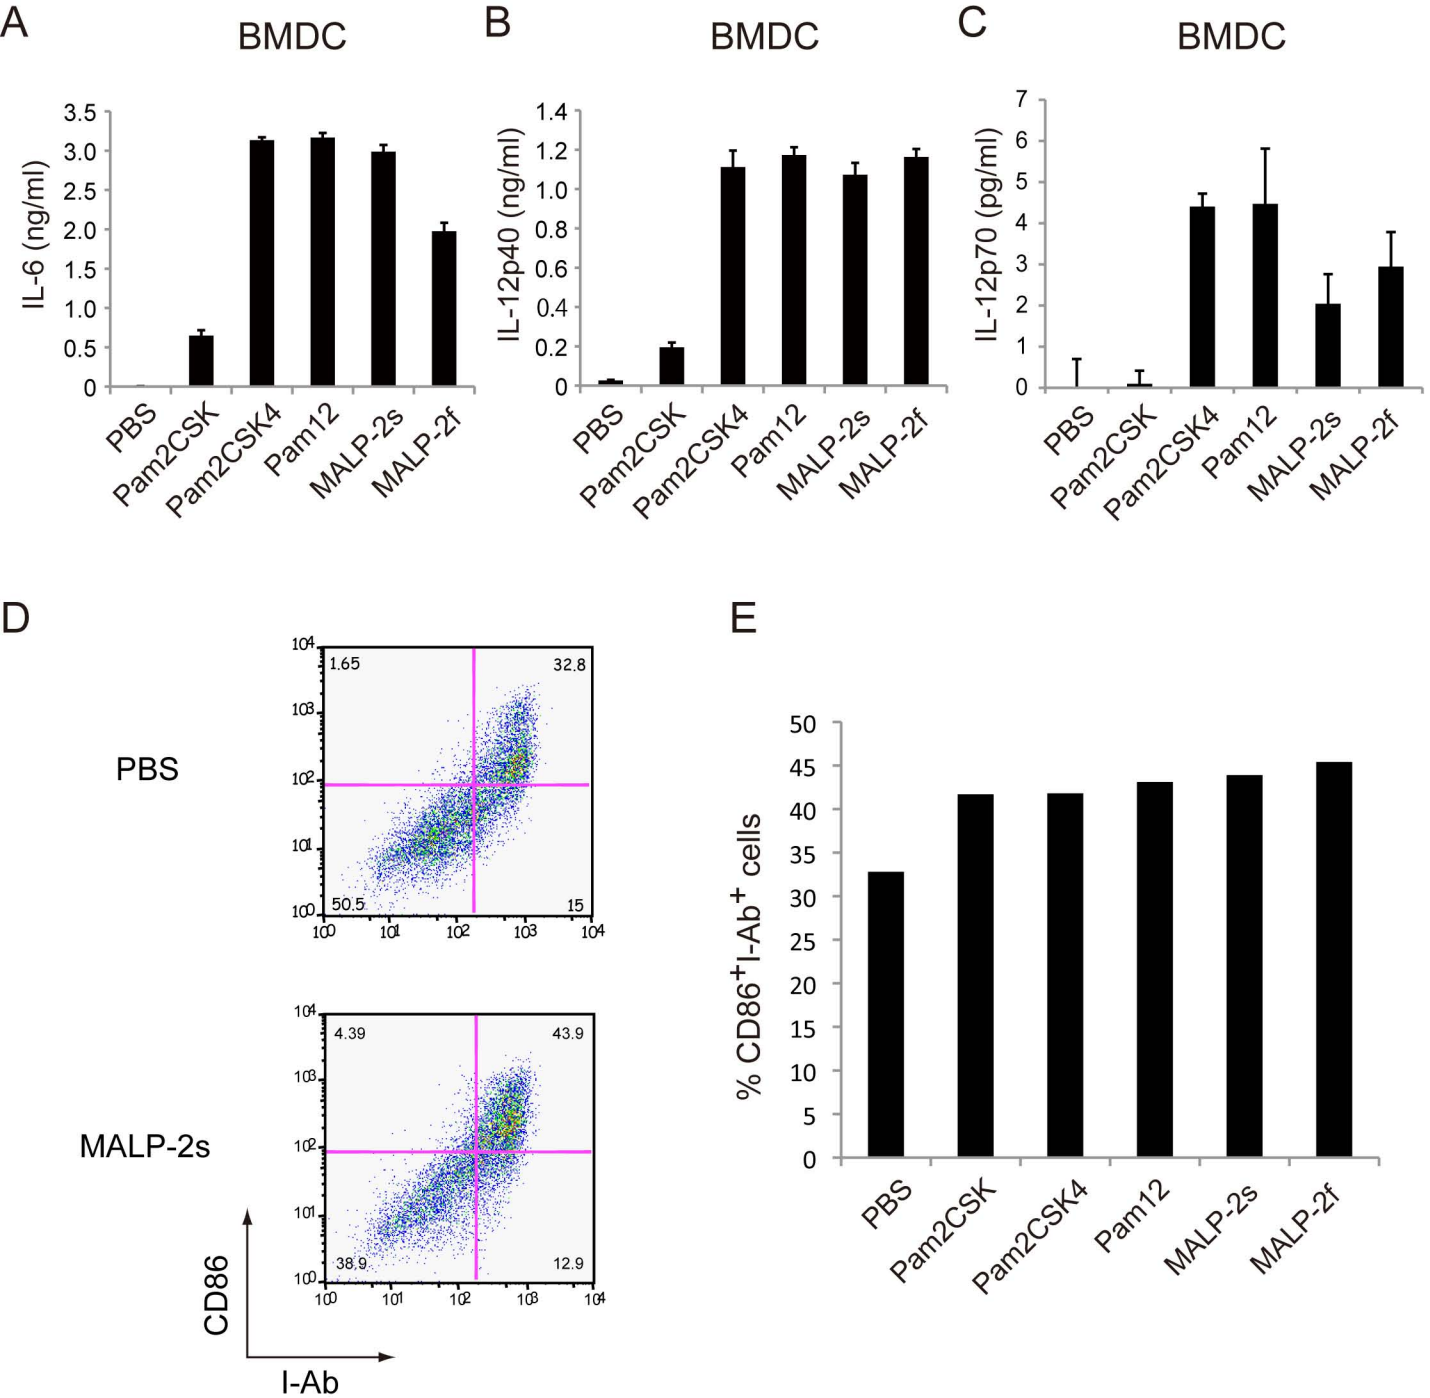 A
BMDC
IL-6 (ng/ml)
3.5
3.0
2.5
2.0
1.5
1.0
0.5
0
PBS
Pam2CSK
Pam2CSK4
Pam12
MALP-2s
MALP-2f
B
BMDC
IL-12p40 (ng/ml)
1.4
1.2
1.0
0.8
0.6
0.4
0.2
0
PBS
Pam2CSK
Pam2CSK4
Pam12
MALP-2s
MALP-2f
C
BMDC
IL-12p70 (pg/ml)
7
6
5
4
3
2
1
0
PBS
Pam2CSK
Pam2CSK4
Pam12
MALP-2s
MALP-2f
D
PBS
10⁴
10³
10²
10¹
10⁰
1.65
32.8
50.5
15
10⁰ 10¹ 10² 10³ 10⁴
MALP-2s
10⁴
10³
10²
10¹
10⁰
4.39
43.9
38.9
12.9
10⁰ 10¹ 10² 10³ 10⁴
CD86
I-Ab
E
% CD86⁺I-Ab⁺ cells
50
45
40
35
30
25
20
15
10
5
0
PBS
Pam2CSK
Pam2CSK4
Pam12
MALP-2s
MALP-2f